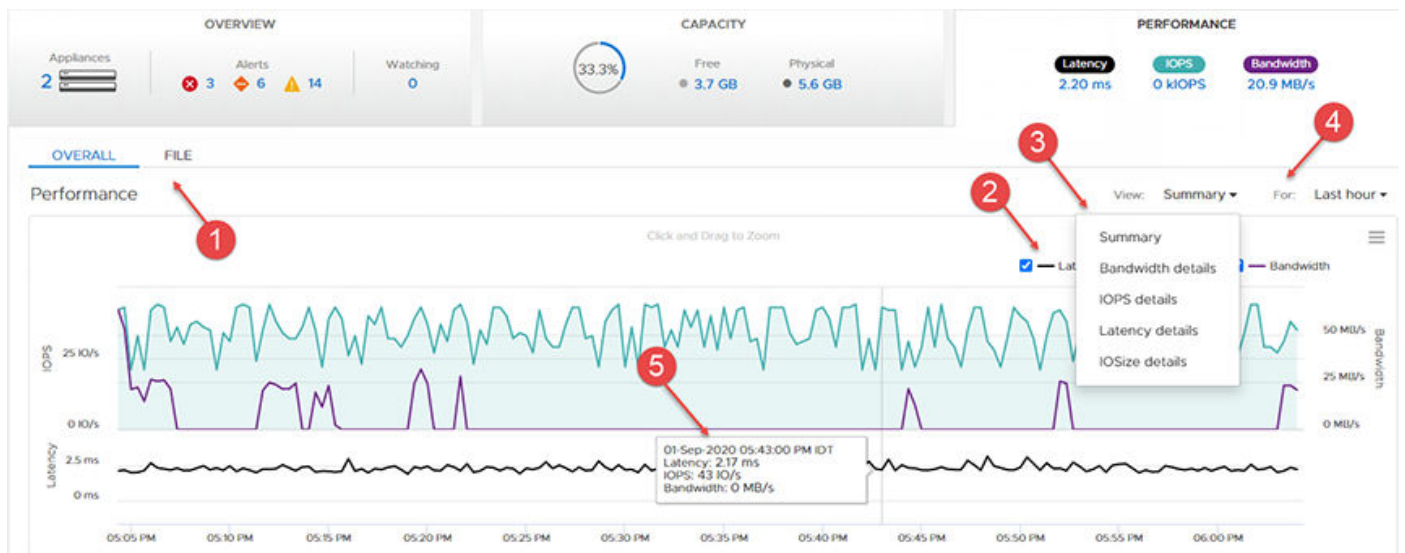 OVERVIEW
Appliances
2
Alerts
3
6
14
Watching
0
CAPACITY
33.3%
Free
3.7 GB
Physical
5.6 GB
PERFORMANCE
Latency
2.20 ms
IOPS
0 kIOPS
Bandwidth
20.9 MB/s
OVERALL
FILE
1
2
3
4
5
Performance
View: Summary
For: Last hour
Click and Drag to Zoom
Lat
Bandwidth
Summary
Bandwidth details
IOPS details
Latency details
IOSize details
IOPS
25 IO/s
0 IO/s
50 MB/s
25 MB/s
0 MB/s
Bandwidth
Latency
2.5 ms
0 ms
01-Sep-2020 05:43:00 PM IDT
Latency: 2.17 ms
IOPS: 43 IO/s
Bandwidth: 0 MB/s
05:05 PM
05:10 PM
05:15 PM
05:20 PM
05:25 PM
05:30 PM
05:35 PM
05:40 PM
05:45 PM
05:50 PM
05:55 PM
06:00 PM